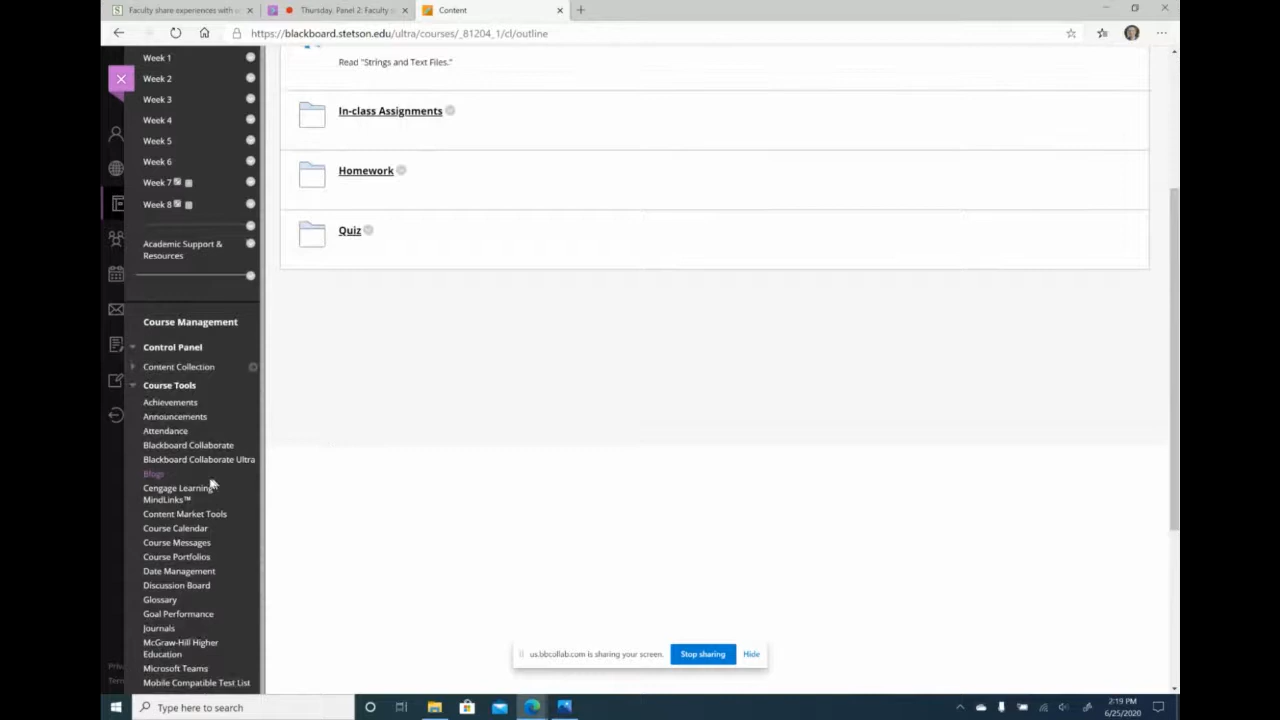 Faculty share experiences with
Thursday, Panel 2: Faculty
Content
https://blackboard.stetson.edu/ultra/courses/_81204_1/cl/outline
Week 1
Week 2
Week 3
Week 4
Week 5
Week 6
Week 7
Week 8
Academic Support &
Resources
Course Management
Control Panel
Content Collection
Course Tools
Achievements
Announcements
Attendance
Blackboard Collaborate
Blackboard Collaborate Ultra
Blogs
Cengage Learning
MindLinks™
Content Market Tools
Course Calendar
Course Messages
Course Portfolios
Date Management
Discussion Board
Glossary
Goal Performance
Journals
McGraw-Hill Higher
Education
Microsoft Teams
Mobile Compatible Test List
Read "Strings and Text Files."
In-class Assignments
Homework
Quiz
us.bbcollab.com is sharing your screen.
Stop sharing
Hide
Type here to search
2:19 PM
6/25/2020